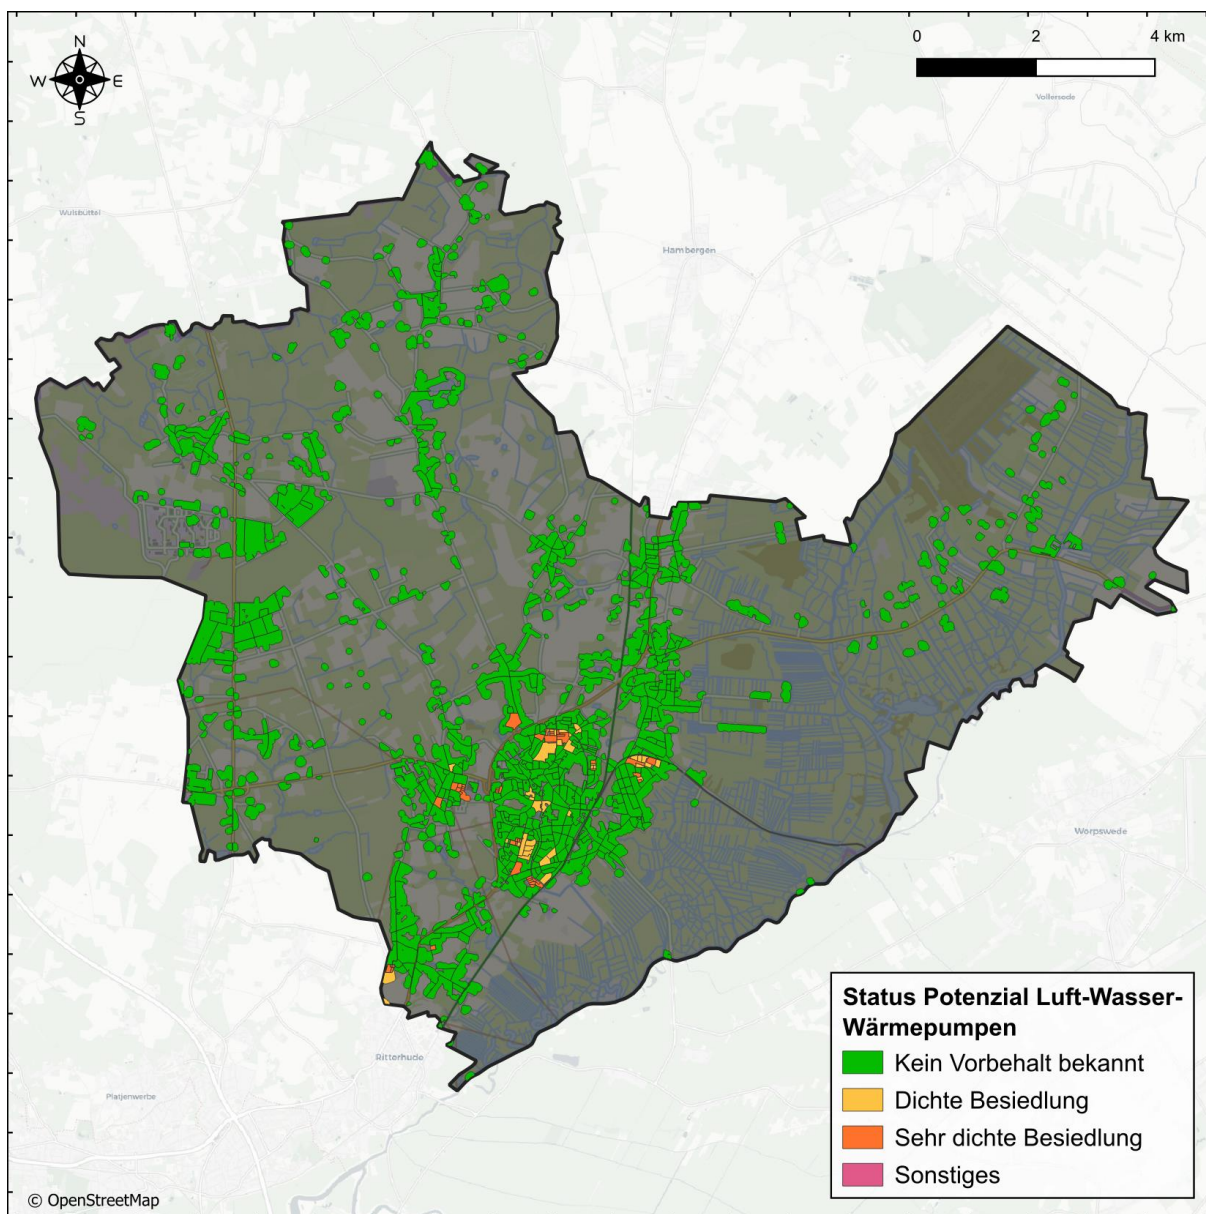 0 2 4 km
N
W E
S
Vollersode
Wulsbüttel
Hambergen
Worpswede
Ritterhude
Platjenwerbe
Status Potenzial Luft-Wasser-
Wärmepumpen
Kein Vorbehalt bekannt
Dichte Besiedlung
Sehr dichte Besiedlung
Sonstiges
© OpenStreetMap